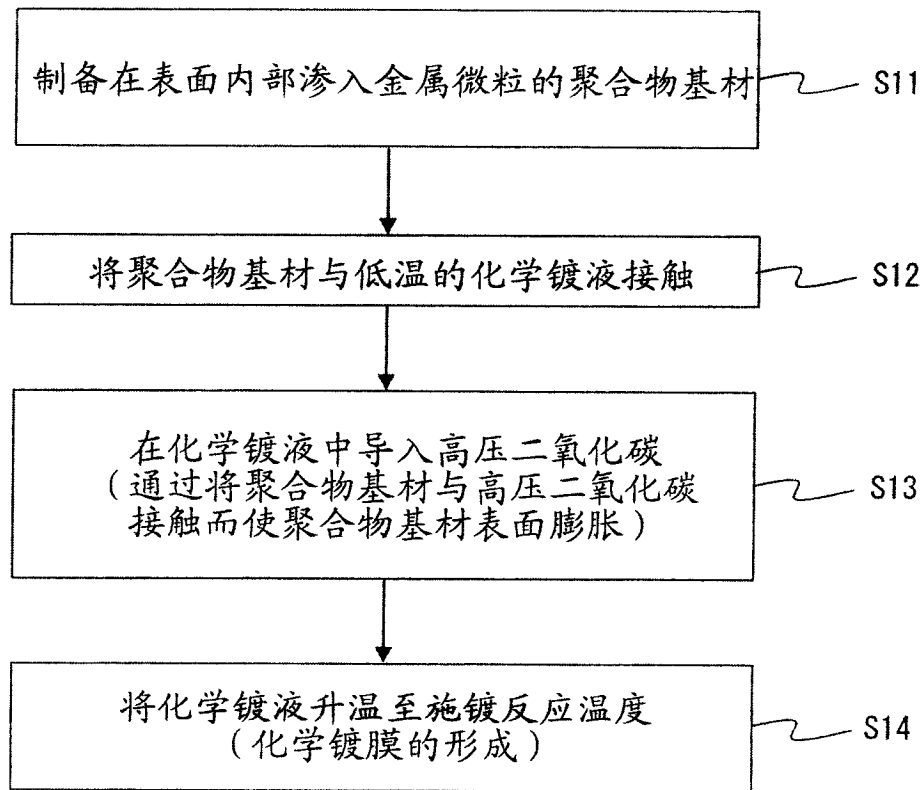 制备在表面内部渗入金属微粒的聚合物基材
S11
将聚合物基材与低温的化学镀液接触
S12
在化学镀液中导入高压二氧化碳
(通过将聚合物基材与高压二氧化碳
接触而使聚合物基材表面膨胀)
S13
将化学镀液升温至施镀反应温度
(化学镀膜的形成)
S14